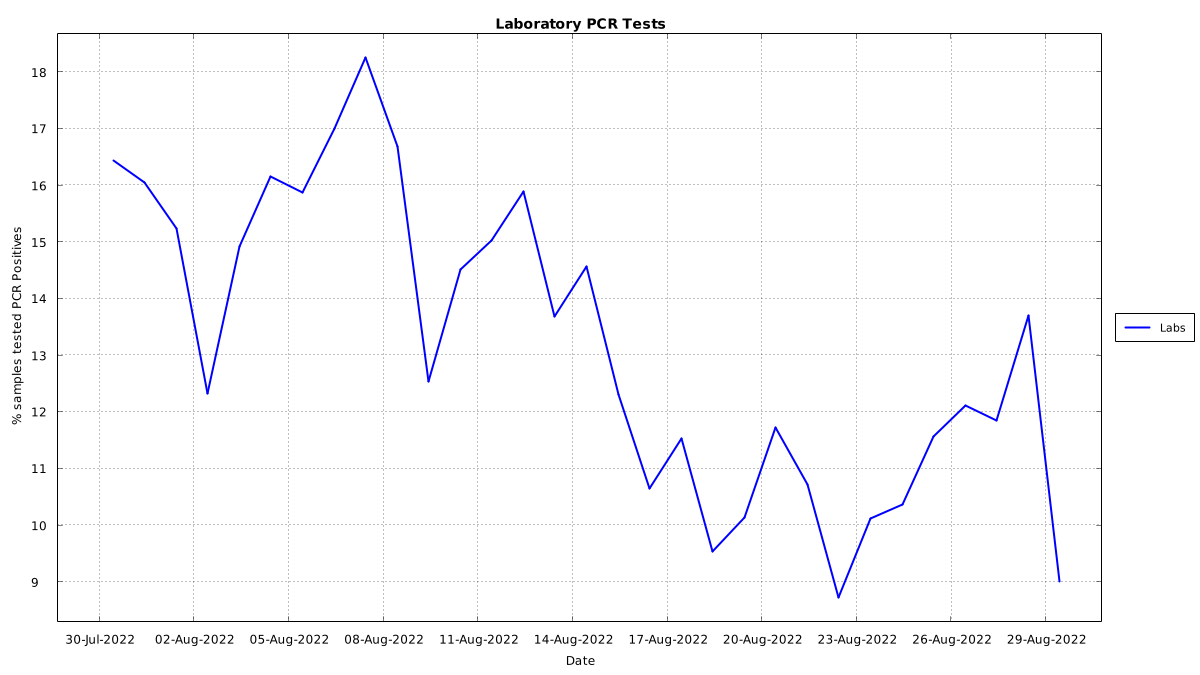 Laboratory PCR Tests
% samples tested PCR Positives
18
17
16
15
14
13
12
11
10
9
30-Jul-2022 02-Aug-2022 05-Aug-2022 08-Aug-2022 11-Aug-2022 14-Aug-2022 17-Aug-2022 20-Aug-2022 23-Aug-2022 26-Aug-2022 29-Aug-2022
Date
Labs